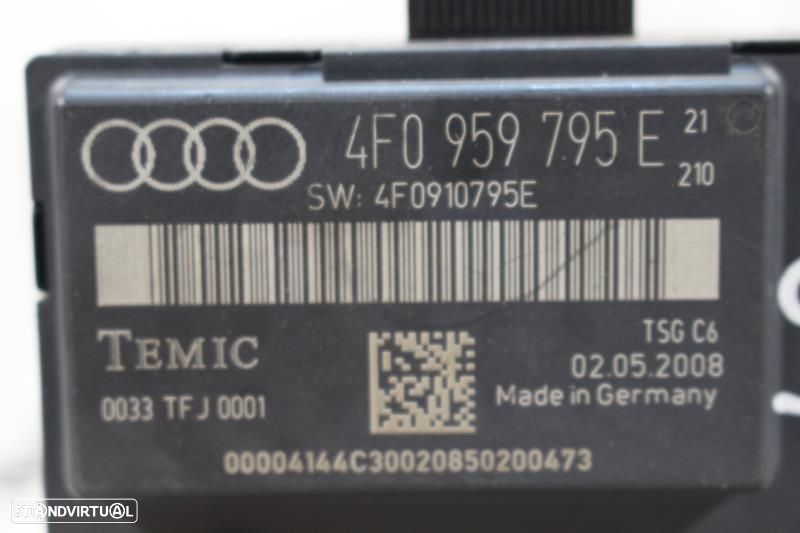 4F0 959 795 E 21
210
SW: 4F0910795E
TEMIC
TSG C6
02.05.2008
0033 TFJ 0001
Made in Germany
00004144C30020850200473
STANDVIRTUAL